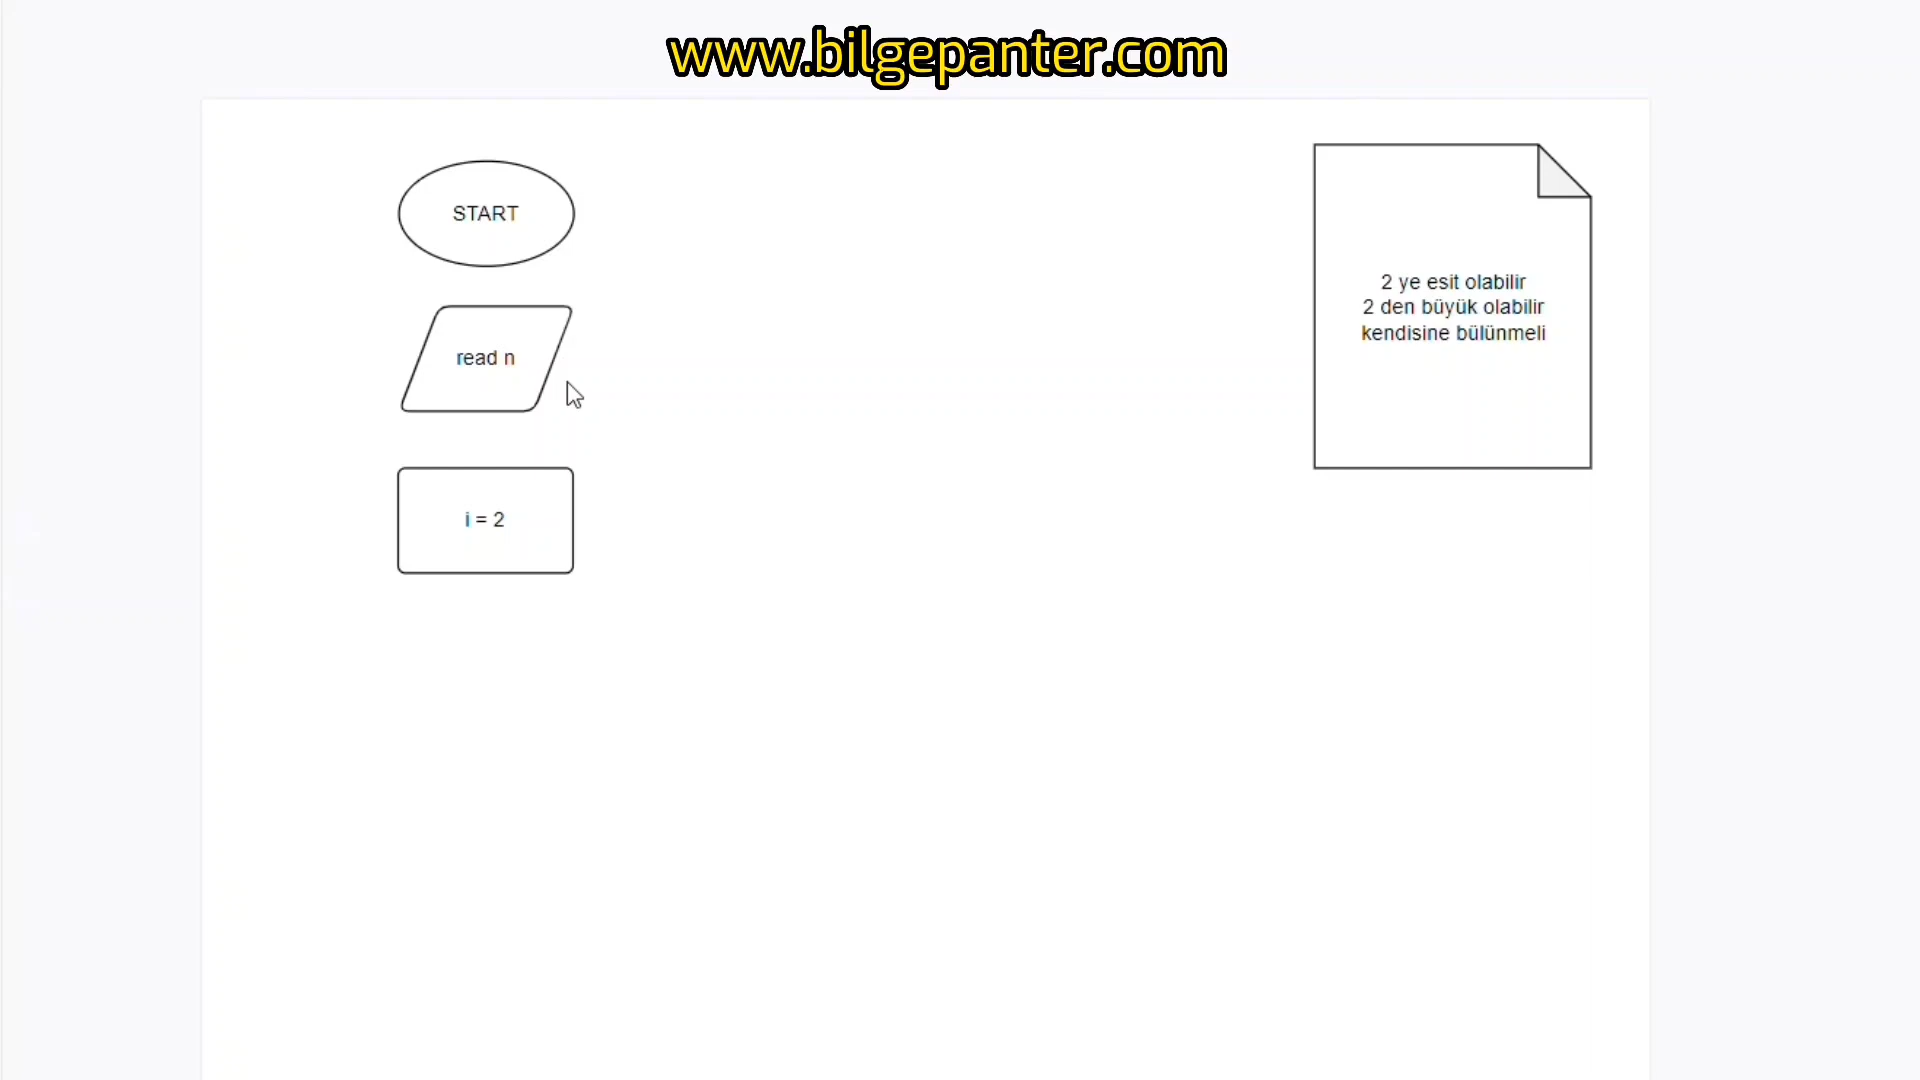 www.bilgepanter.com
START
read n
i = 2
2 ye esit olabilir
2 den büyük olabilir
kendisine bülünmeli